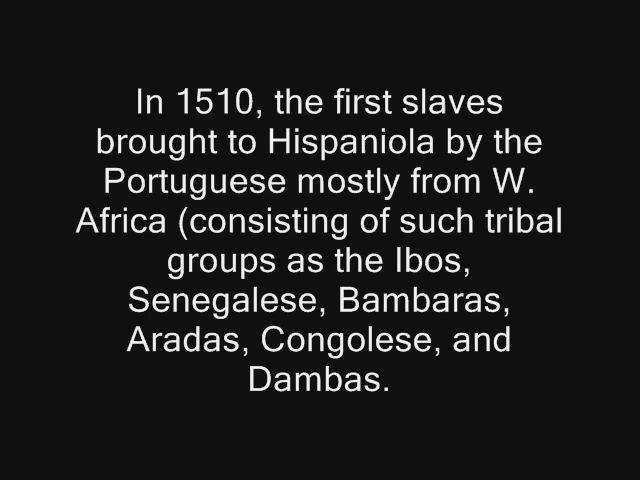 In 1510, the first slaves
brought to Hispaniola by the
Portuguese mostly from W.
Africa (consisting of such tribal
groups as the Ibos,
Senegalese, Bambaras,
Aradas, Congolese, and
Dambas.